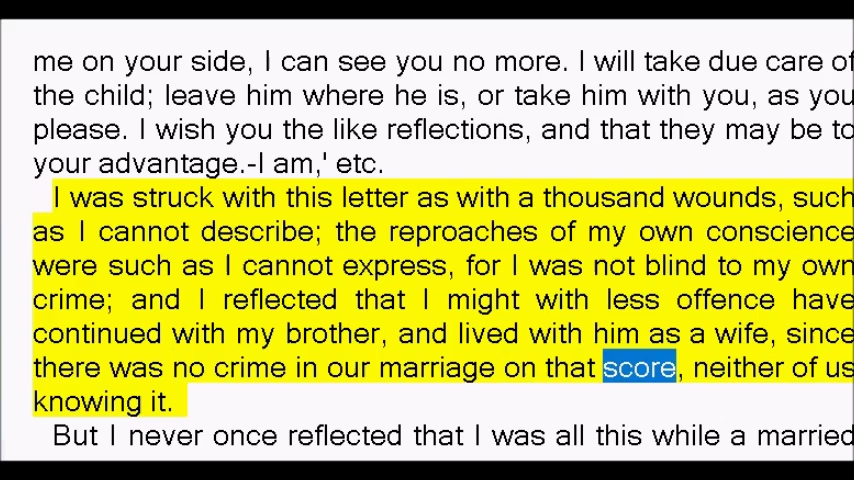 me on your side, I can see you no more. I will take due care of
the child; leave him where he is, or take him with you, as you
please. I wish you the like reflections, and that they may be to
your advantage.-I am,' etc.
I was struck with this letter as with a thousand wounds, such
as I cannot describe; the reproaches of my own conscience
were such as I cannot express, for I was not blind to my own
crime; and I reflected that I might with less offence have
continued with my brother, and lived with him as a wife, since
there was no crime in our marriage on that score, neither of us
knowing it.
But I never once reflected that I was all this while a married